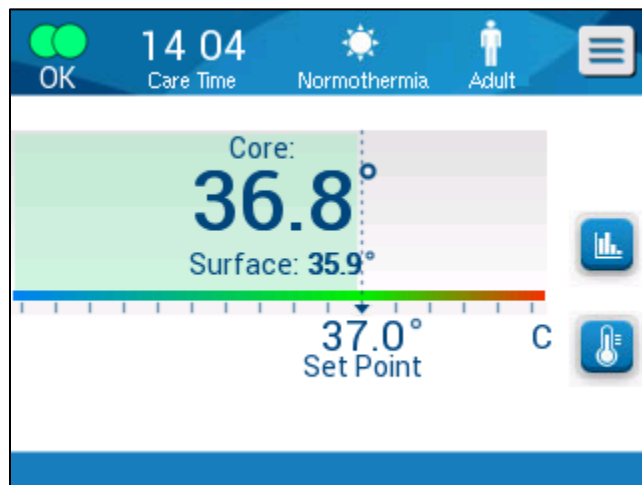 14 04
OK
Care Time
Normothermia
Adult
Core:
36.8°
Surface: 35.9°
37.0°
C
Set Point